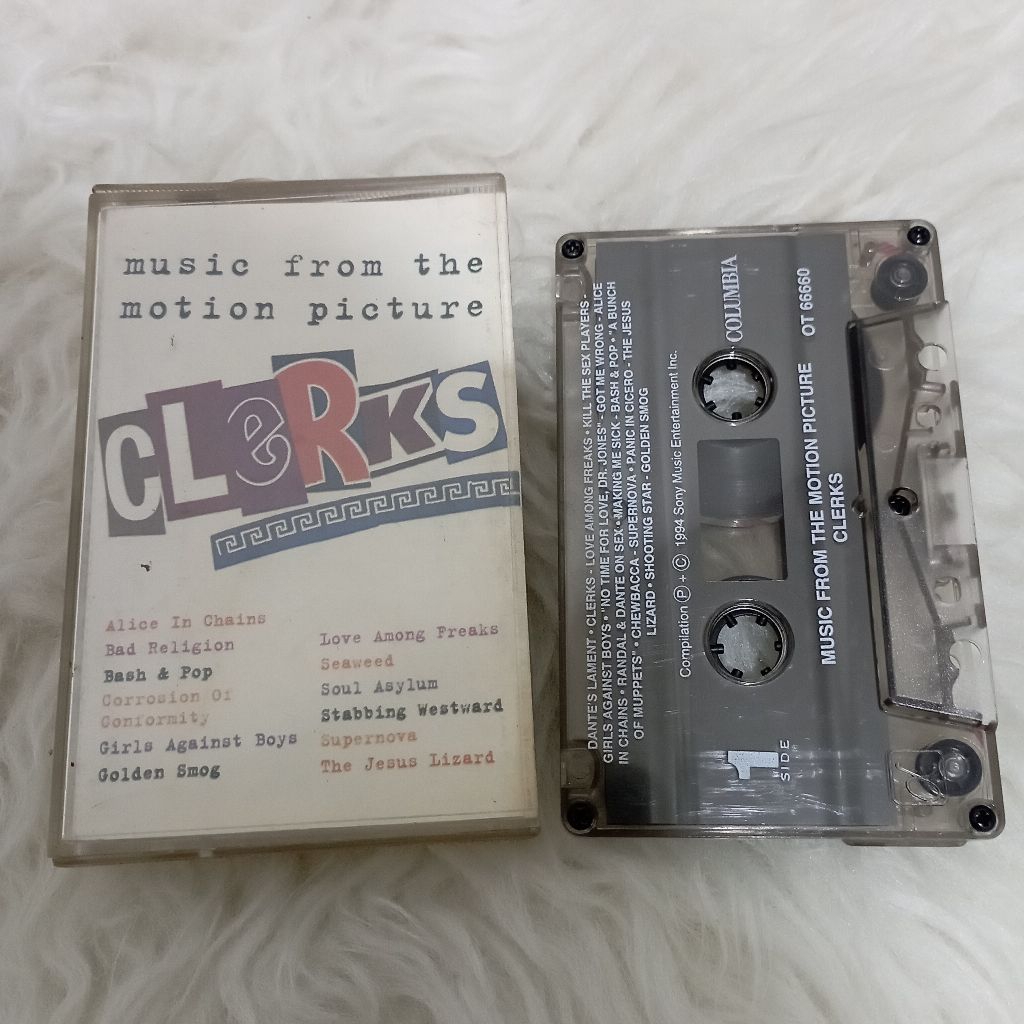 music from the
motion picture
CLeRKS
Alice In Chains
Bad Religion
Bash & Pop
Corrosion Of
Conformity
Girls Against Boys
Golden Smog
Love Among Freaks
Seaweed
Soul Asylum
Stabbing Westward
Supernova
The Jesus Lizard
DANTE'S LAMENT • CLERKS - LOVE AMONG FREAKS • KILL THE SEX PLAYERS -
GIRLS AGAINST BOYS • "NO TIME FOR LOVE, DR. JONES" • GOT ME WRONG - ALICE
IN CHAINS • RANDAL & DANTE ON SEX • MAKING ME SICK - BASH & POP • "A BUNCH
OF MUPPETS" • CHEWBACCA - SUPERNOVA • PANIC IN CICERO - THE JESUS
LIZARD • SHOOTING STAR - GOLDEN SMOG
Compilation Ⓟ + Ⓒ 1994 Sony Music Entertainment Inc.
COLUMBIA
1
SIDE
MUSIC FROM THE MOTION PICTURE OT 66660
CLERKS